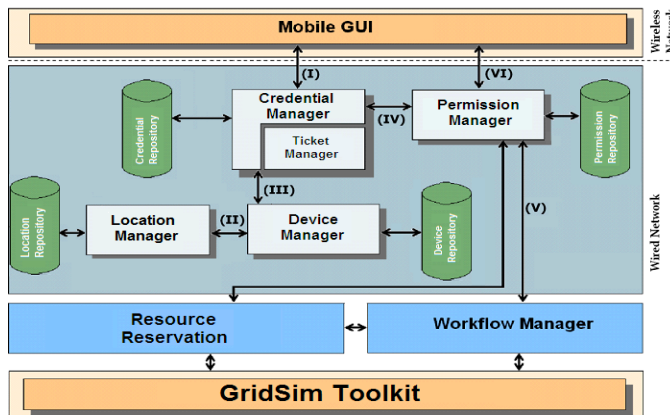 Mobile GUI
Wireless
Network
(I)
(VI)
Credential
Manager
(IV)
Permission
Manager
Ticket
Manager
Credential
Repository
Permission
Repository
(III)
(V)
Location
Repository
Location
Manager
(II)
Device
Manager
Device
Repository
Wired Network
Resource
Reservation
Workflow Manager
GridSim Toolkit